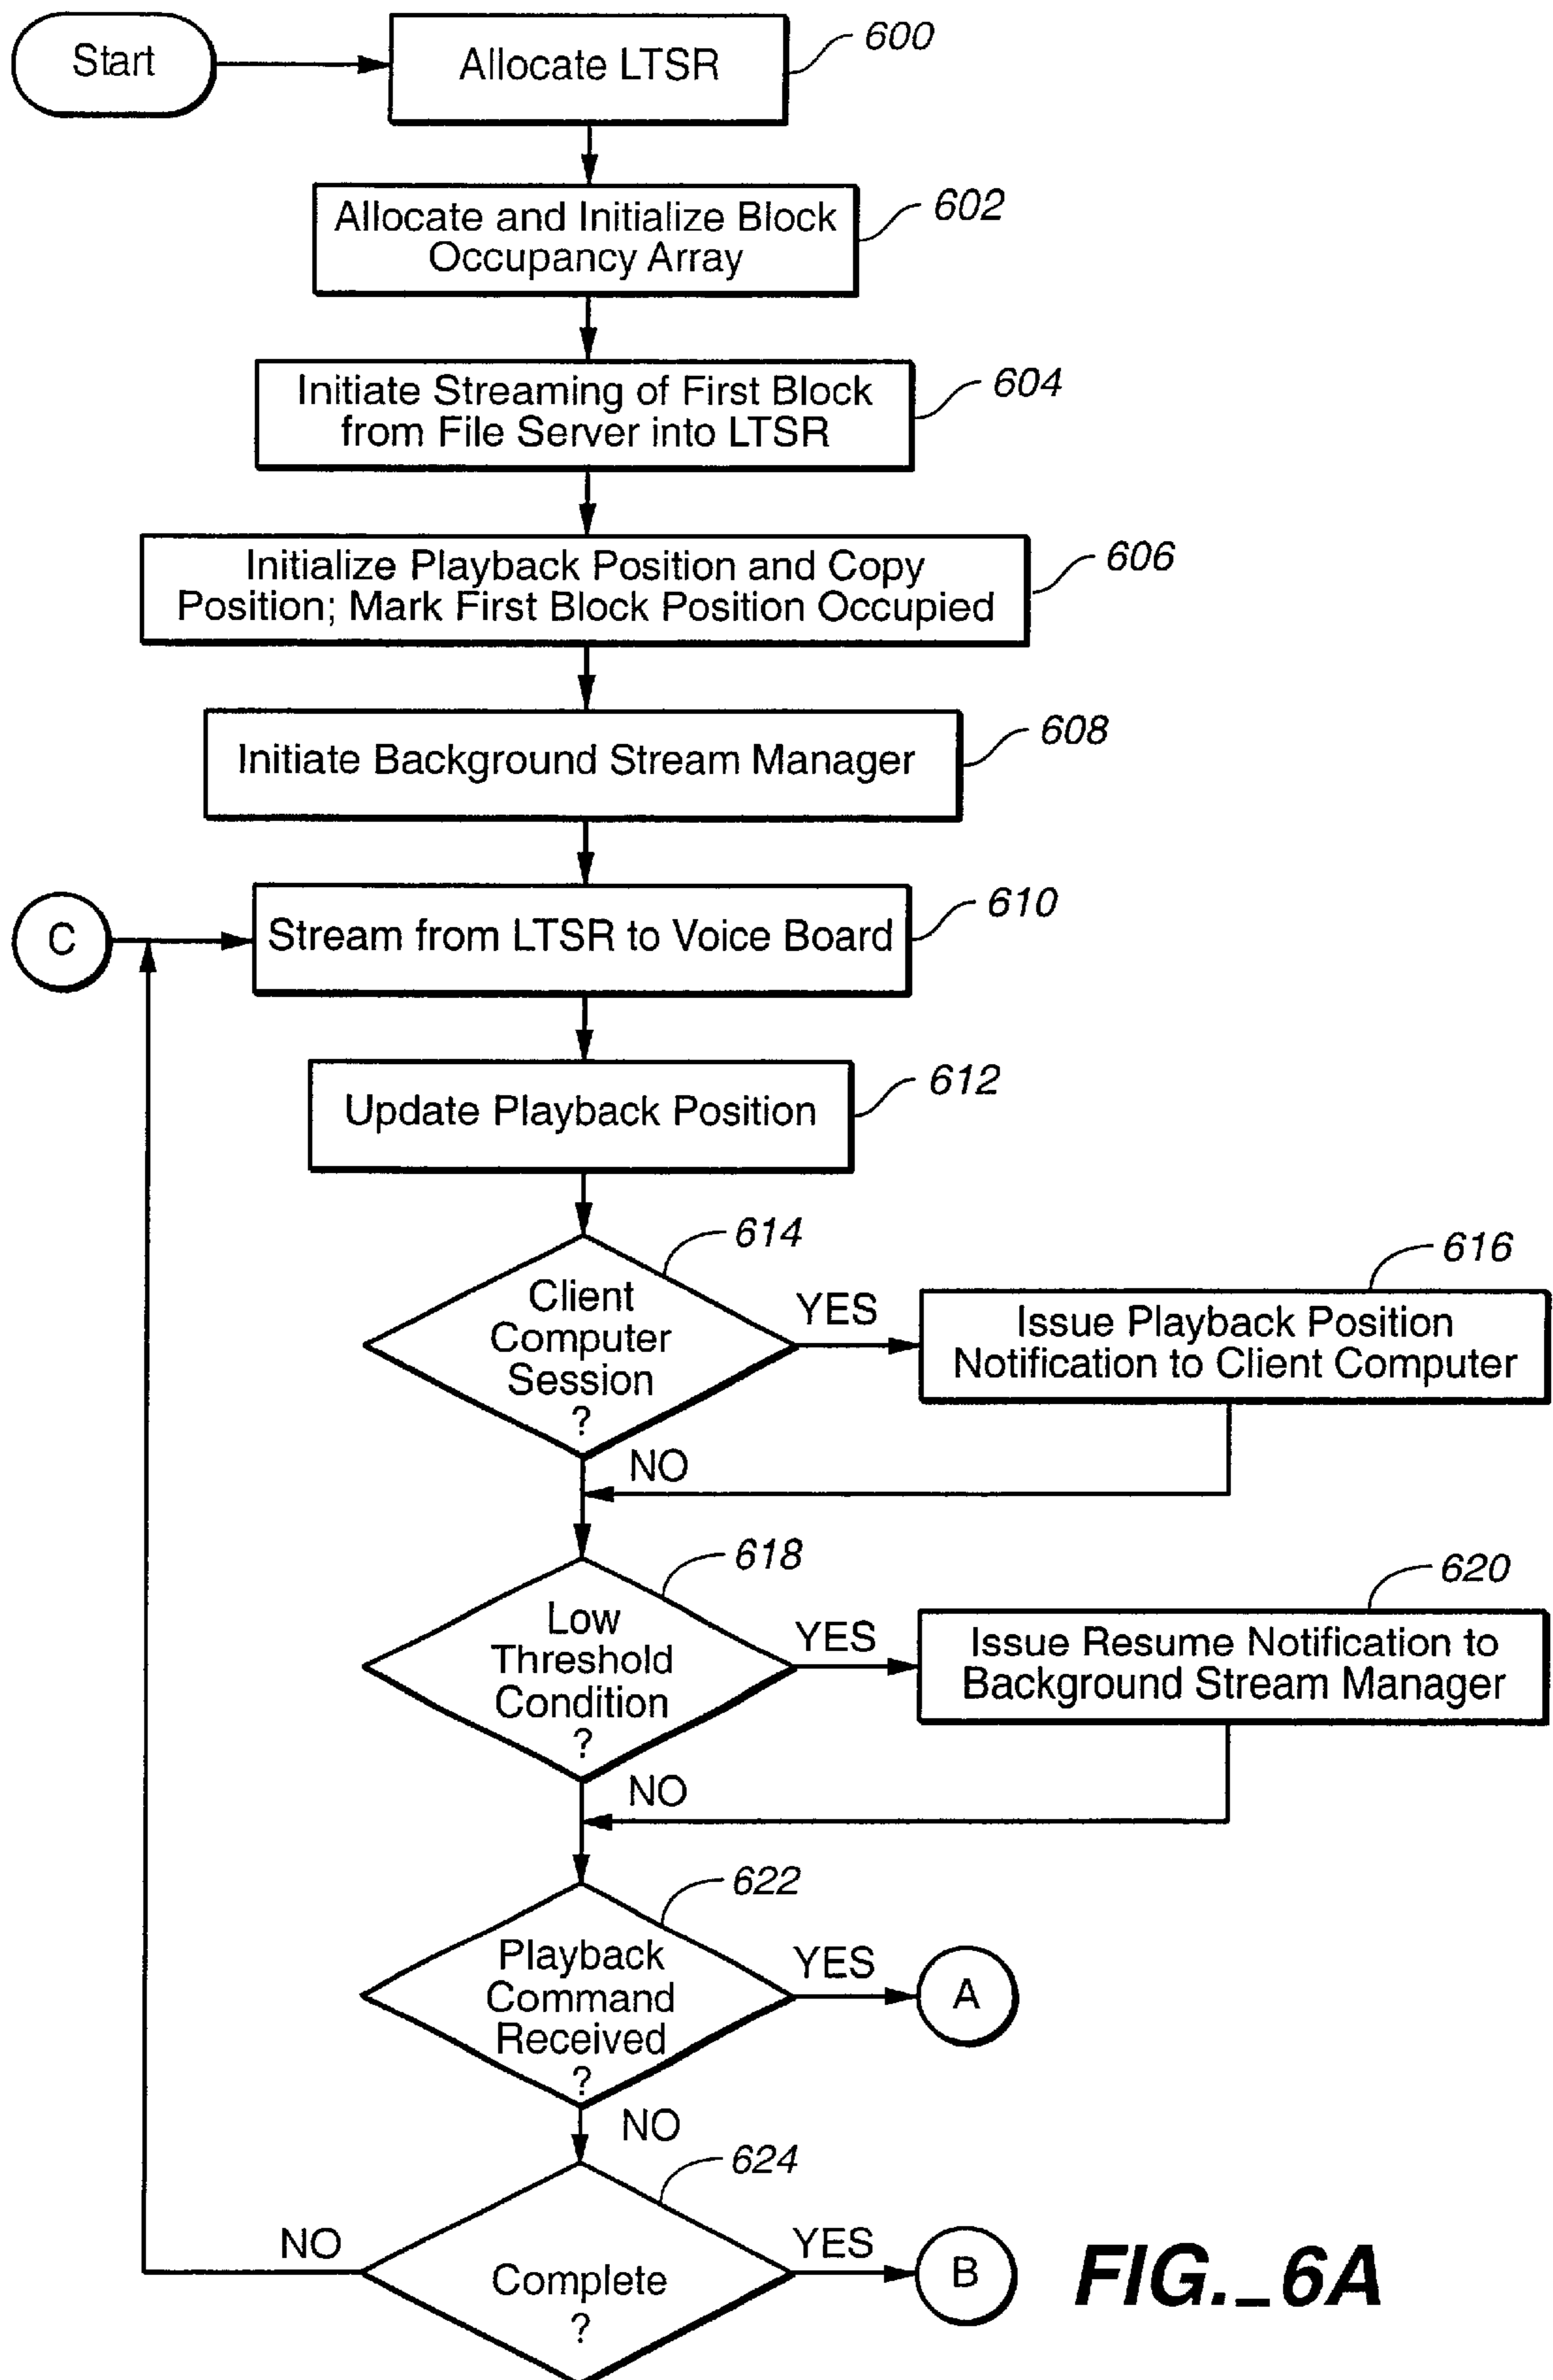 Start
Allocate LTSR
600
Allocate and Initialize Block
Occupancy Array
602
Initiate Streaming of First Block
from File Server into LTSR
604
Initialize Playback Position and Copy
Position; Mark First Block Position Occupied
606
Initiate Background Stream Manager
608
C
Stream from LTSR to Voice Board
610
Update Playback Position
612
614
Client
Computer
Session
?
YES
616
Issue Playback Position
Notification to Client Computer
NO
618
Low
Threshold
Condition
?
YES
620
Issue Resume Notification to
Background Stream Manager
NO
622
Playback
Command
Received
?
YES
A
NO
624
NO
Complete
?
YES
B
FIG._6A